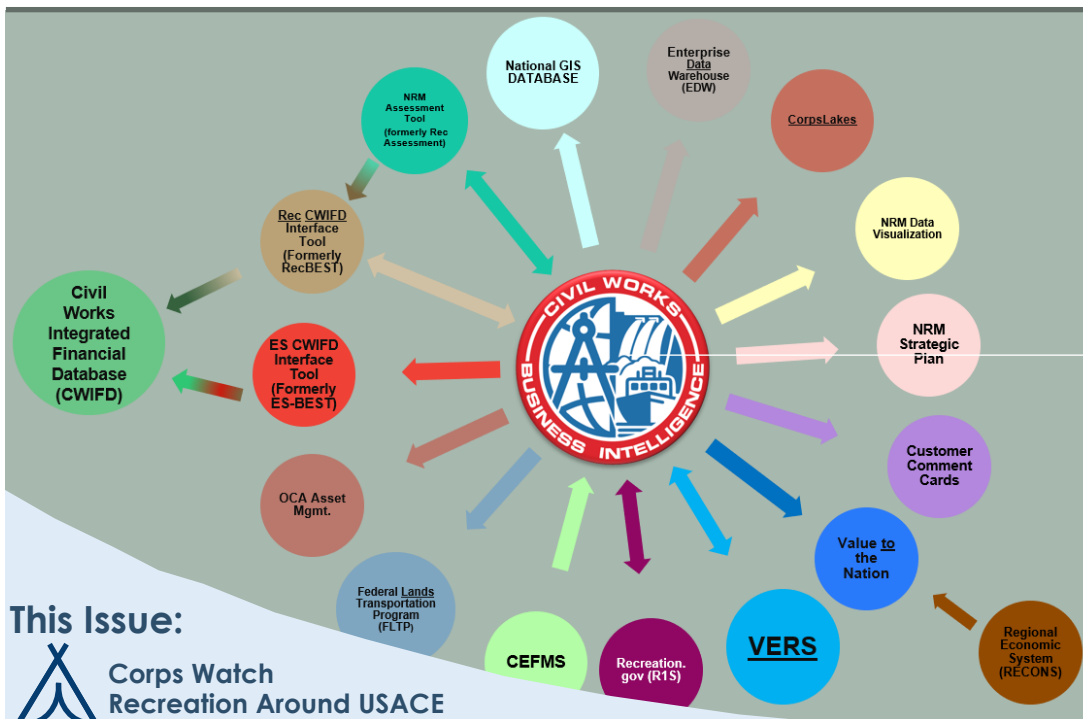 National GIS
DATABASE
Enterprise
Data
Warehouse
(EDW)
NRM
Assessment
Tool
(formerly Rec
Assessment)
CorpsLakes
Rec CWIFD
Interface
Tool
(Formerly
RecBEST)
NRM Data
Visualization
Civil
Works
Integrated
Financial
Database
(CWIFD)
CIVIL WORKS
BUSINESS INTELLIGENCE
NRM
Strategic
Plan
ES CWIFD
Interface
Tool
(Formerly
ES-BEST)
Customer
Comment
Cards
OCA Asset
Mgmt.
Value to
the
Nation
Federal Lands
Transportation
Program
(FLTP)
CEFMS
Recreation.
gov (R1S)
VERS
Regional
Economic
System
(RECONS)
This Issue:
Corps Watch
Recreation Around USACE